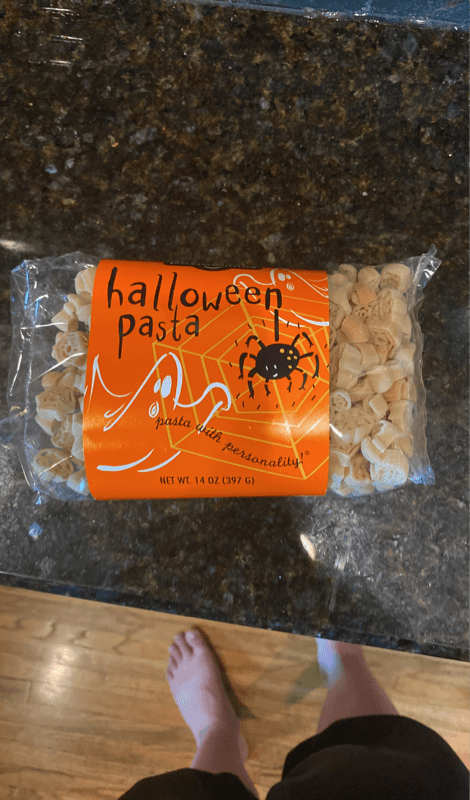 halloween
pasta
pasta with personality!®
NET WT. 14 OZ (397 G)